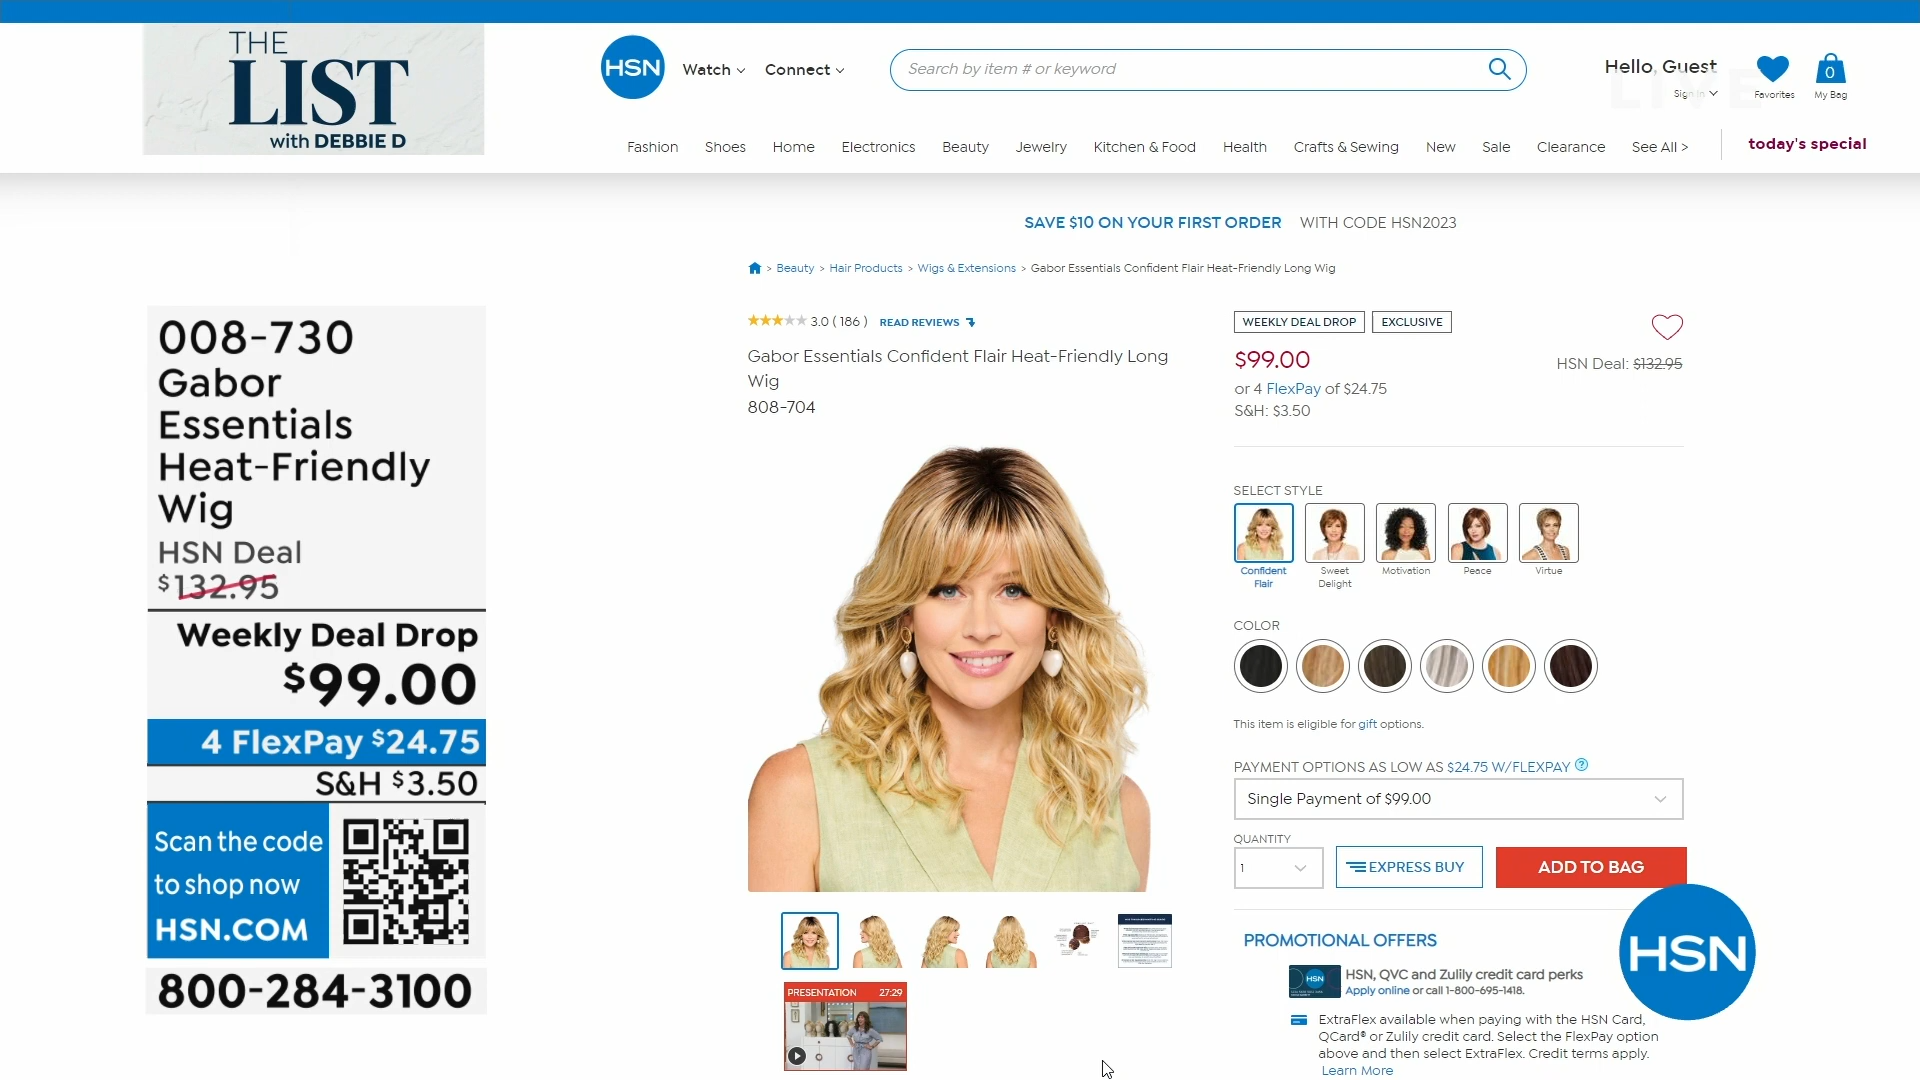 THE
LIST
with DEBBIE D
HSN
Watch
Connect
Search by item # or keyword
Hello, Guest
Sign In
LIVE
Favorites
0
My Bag
Fashion
Shoes
Home
Electronics
Beauty
Jewelry
Kitchen & Food
Health
Crafts & Sewing
New
Sale
Clearance
See All >
today's special
SAVE $10 ON YOUR FIRST ORDER WITH CODE HSN2023
> Beauty > Hair Products > Wigs & Extensions > Gabor Essentials Confident Flair Heat-Friendly Long Wig
008-730
Gabor
Essentials
Heat-Friendly
Wig
HSN Deal
$132.95
Weekly Deal Drop
$99.00
4 FlexPay $24.75
S&H $3.50
Scan the code
to shop now
HSN.COM
800-284-3100
3.0 ( 186 ) READ REVIEWS
Gabor Essentials Confident Flair Heat-Friendly Long
Wig
808-704
PRESENTATION 27:29
WEEKLY DEAL DROP
EXCLUSIVE
$99.00
HSN Deal: $132.95
or 4 FlexPay of $24.75
S&H: $3.50
SELECT STYLE
Confident
Flair
Sweet
Delight
Motivation
Peace
Virtue
COLOR
This item is eligible for gift options.
PAYMENT OPTIONS AS LOW AS $24.75 W/FLEXPAY ?
Single Payment of $99.00
QUANTITY
1
EXPRESS BUY
ADD TO BAG
PROMOTIONAL OFFERS
HSN
HSN, QVC and Zulily credit card perks
Apply online or call 1-800-695-1418.
ExtraFlex available when paying with the HSN Card,
QCard® or Zulily credit card. Select the FlexPay option
above and then select ExtraFlex. Credit terms apply.
Learn More
HSN